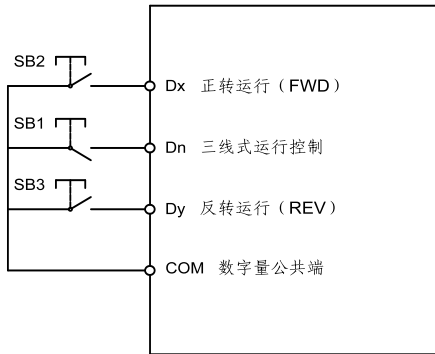 SB2
Dx 正转运行（FWD）
SB1
Dn 三线式运行控制
SB3
Dy 反转运行（REV）
COM 数字量公共端